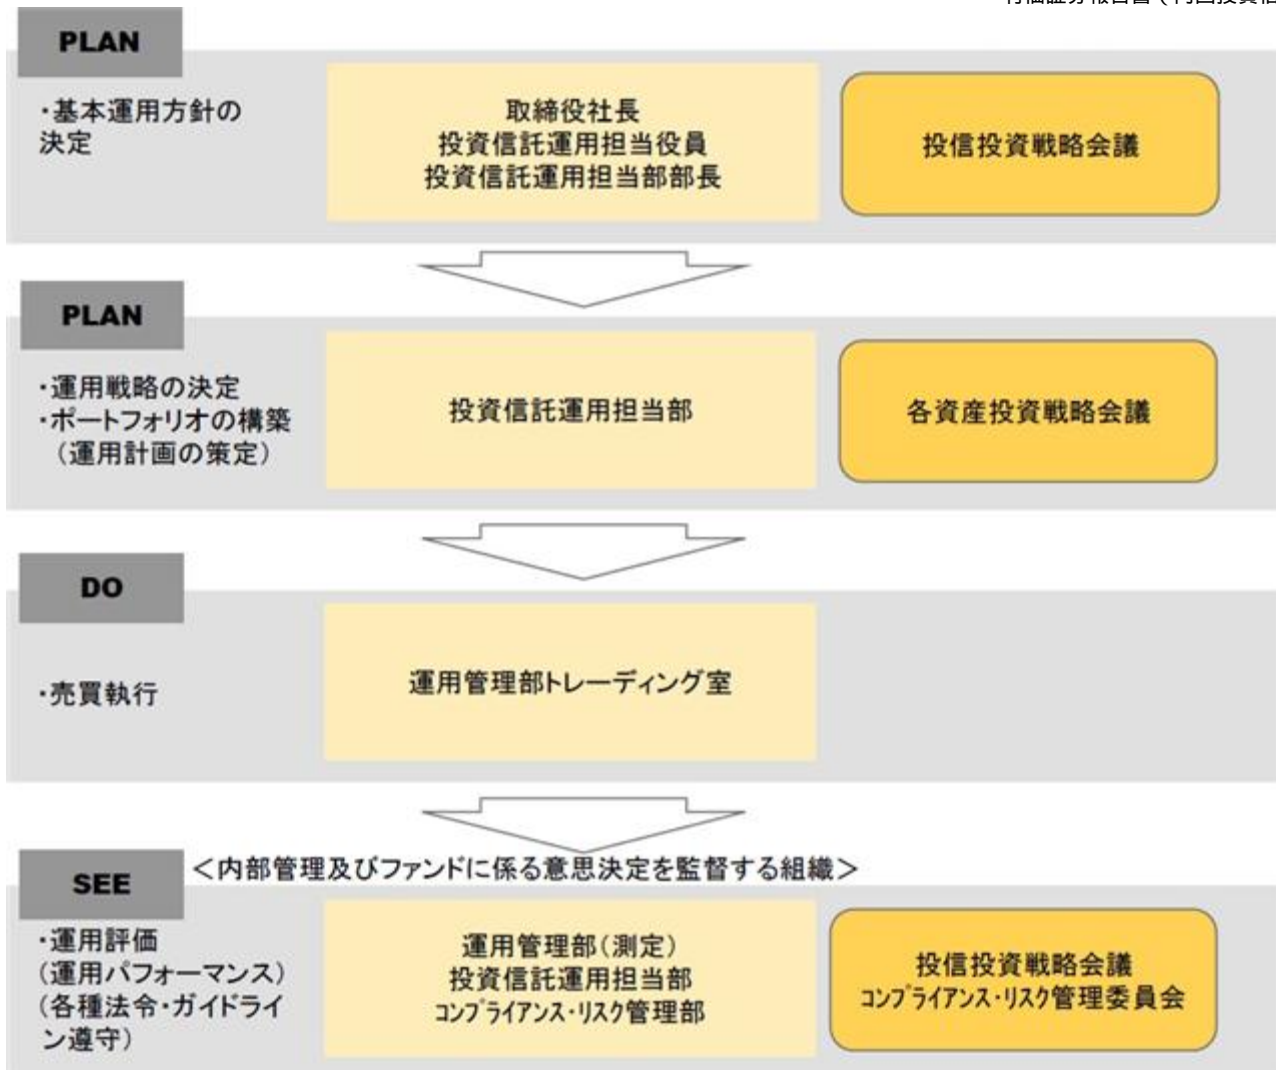 PLAN
・基本運用方針の
決定
取締役社長
投資信託運用担当役員
投資信託運用担当部部長
投信投資戦略会議
PLAN
・運用戦略の決定
・ポートフォリオの構築
（運用計画の策定）
投資信託運用担当部
各資産投資戦略会議
DO
・売買執行
運用管理部トレーディング室
SEE
＜内部管理及びファンドに係る意思決定を監督する組織＞
・運用評価
(運用パフォーマンス)
(各種法令・ガイドライ
ン遵守)
運用管理部(測定)
投資信託運用担当部
ｺﾝﾌﾟﾗｲｱﾝｽ・ﾘｽｸ管理部
投信投資戦略会議
ｺﾝﾌﾟﾗｲｱﾝｽ・ﾘｽｸ管理委員会